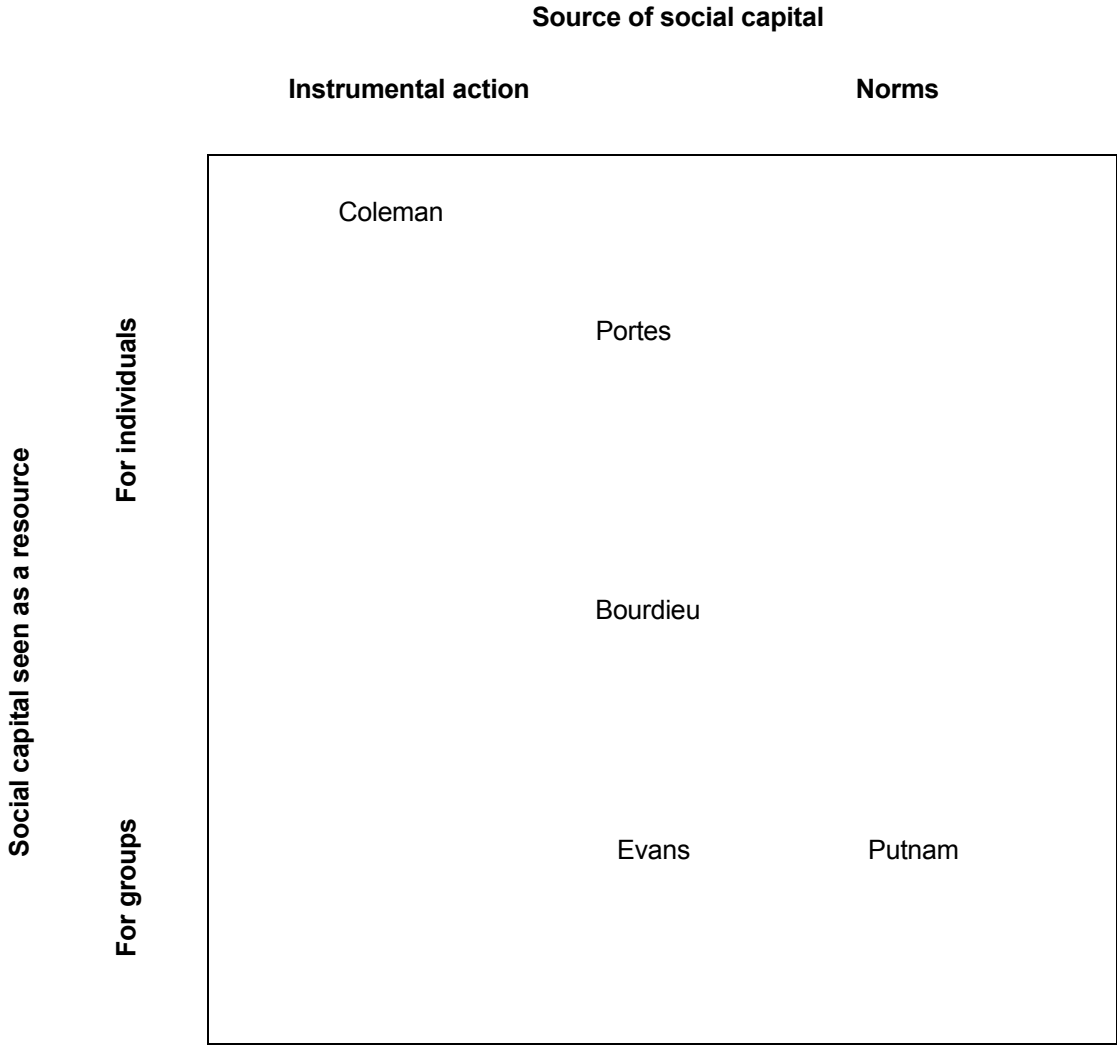 Source of social capital
Instrumental action
Norms
Social capital seen as a resource
For individuals
For groups
Coleman
Portes
Bourdieu
Evans
Putnam